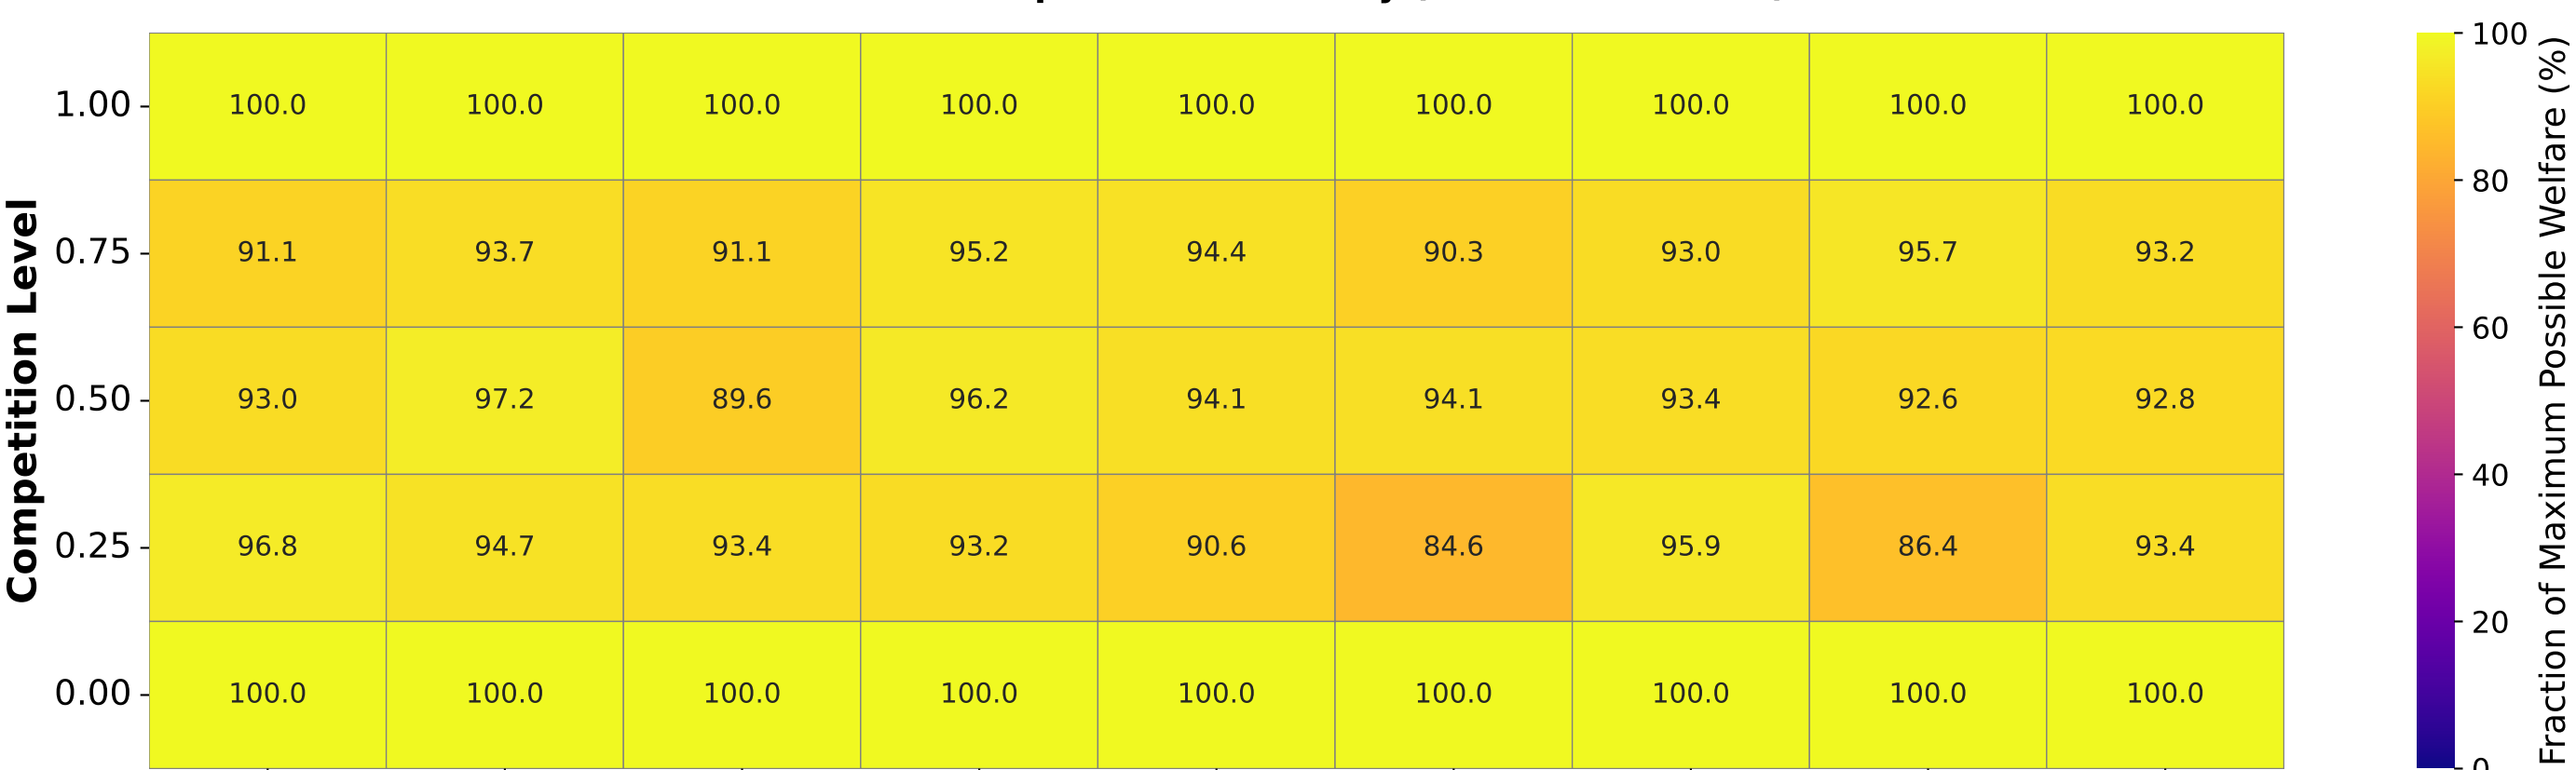 Competition Level
1.00 100.0 100.0 100.0 100.0 100.0 100.0 100.0 100.0 100.0
0.75 91.1 93.7 91.1 95.2 94.4 90.3 93.0 95.7 93.2
0.50 93.0 97.2 89.6 96.2 94.1 94.1 93.4 92.6 92.8
0.25 96.8 94.7 93.4 93.2 90.6 84.6 95.9 86.4 93.4
0.00 100.0 100.0 100.0 100.0 100.0 100.0 100.0 100.0 100.0
100
80
60
40
20
0
Fraction of Maximum Possible Welfare (%)